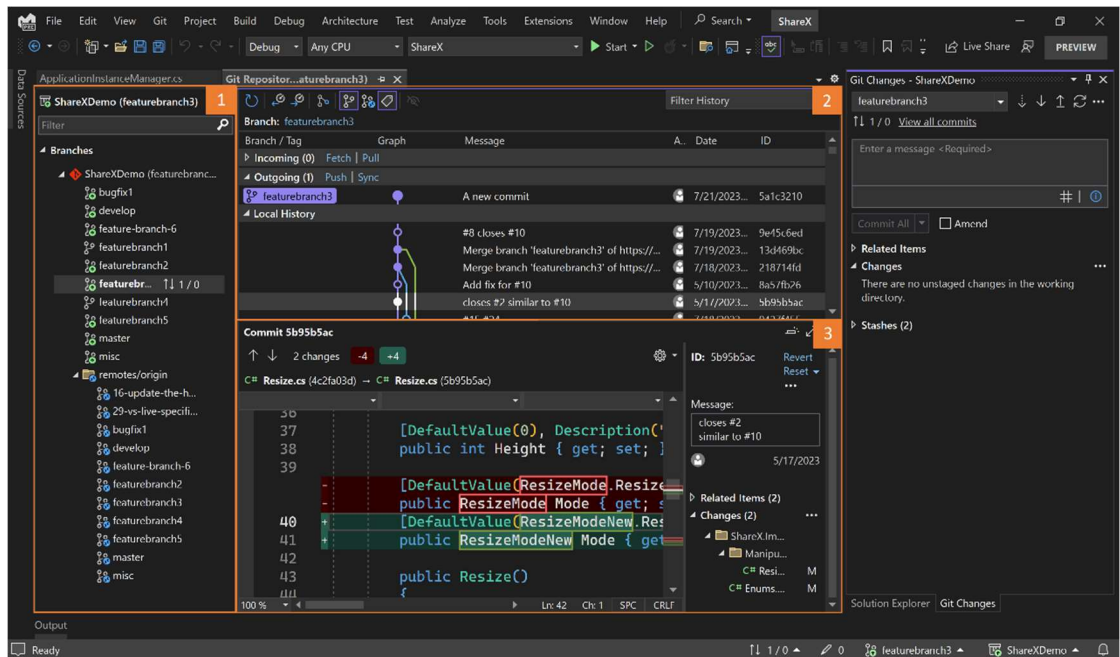 File Edit View Git Project Build Debug Architecture Test Analyze Tools Extensions Window Help Search ShareX
Debug Any CPU ShareX Start Live Share PREVIEW
Data Sources
ApplicationInstanceManager.cs Git Repositor...aturebranch3)
ShareXDemo (featurebranch3) 1
Filter
Branches
ShareXDemo (featurebranc...
bugfix1
develop
feature-branch-6
featurebranch1
featurebranch2
featurebr... 1 / 0
featurebranch4
featurebranch5
master
misc
remotes/origin
16-update-the-h...
29-vs-live-specifi...
bugfix1
develop
feature-branch-6
featurebranch2
featurebranch3
featurebranch4
featurebranch5
master
misc
Filter History 2
Branch: featurebranch3
Branch / Tag Graph Message A... Date ID
Incoming (0) Fetch | Pull
Outgoing (1) Push | Sync
featurebranch3 A new commit 7/21/2023... 5a1c3210
Local History
#8 closes #10 7/19/2023... 9e45c6ed
Merge branch 'featurebranch3' of https://... 7/19/2023... 13d469bc
Merge branch 'featurebranch3' of https://... 7/18/2023... 218714fd
Add fix for #10 5/10/2023... 8a57fb26
closes #2 similar to #10 5/17/2023... 5b95b5ac
Commit 5b95b5ac 3
2 changes -4 +4
C# Resize.cs (4c2fa03d) → C# Resize.cs (5b95b5ac)
36
37 [DefaultValue(0), Description('
38 public int Height { get; set; }
39
- [DefaultValue(ResizeMode.Resize
- public ResizeMode Mode { get; s
40 + [DefaultValue(ResizeModeNew.Res
41 + public ResizeModeNew Mode { get
42
43 public Resize()
44 {
100 % Ln: 42 Ch: 1 SPC CRLF
ID: 5b95b5ac Revert
Reset
Message:
closes #2
similar to #10
5/17/2023
Related Items (2)
Changes (2)
ShareX.Im...
Manipu...
C# Resi... M
C# Enums.... M
Git Changes - ShareXDemo
featurebranch3
1 / 0 View all commits
Enter a message <Required>
#
Commit All Amend
Related Items
Changes
There are no unstaged changes in the working
directory.
Stashes (2)
Solution Explorer Git Changes
Output
Ready 1 / 0 0 featurebranch3 ShareXDemo